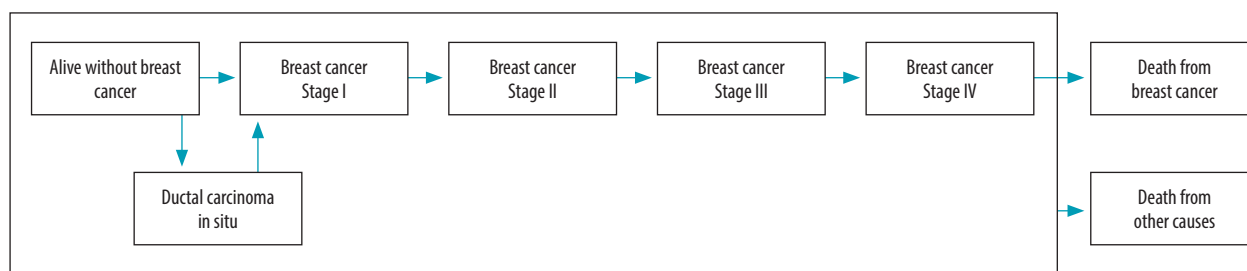 Alive without breast
cancer
Breast cancer
Stage I
Breast cancer
Stage II
Breast cancer
Stage III
Breast cancer
Stage IV
Death from
breast cancer
Ductal carcinoma
in situ
Death from
other causes